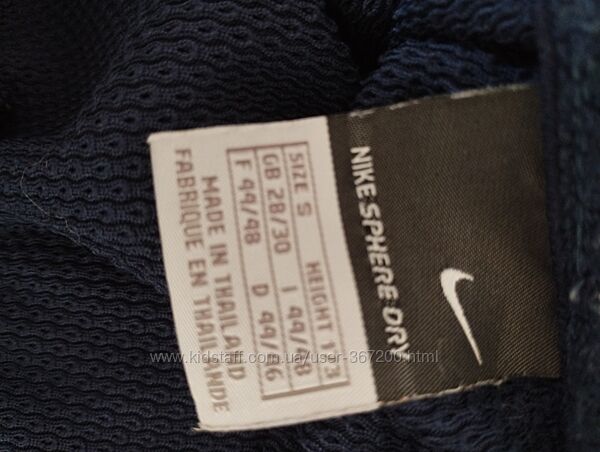 NIKE SPHERE-DRY
SIZE S HEIGHT
GB 28/30 I 44/48
F 44/48 D 44/46
MADE IN THAILAND
FABRIQUE EN THAILANDE
www.kidstaff.com.ua/user-367200.html